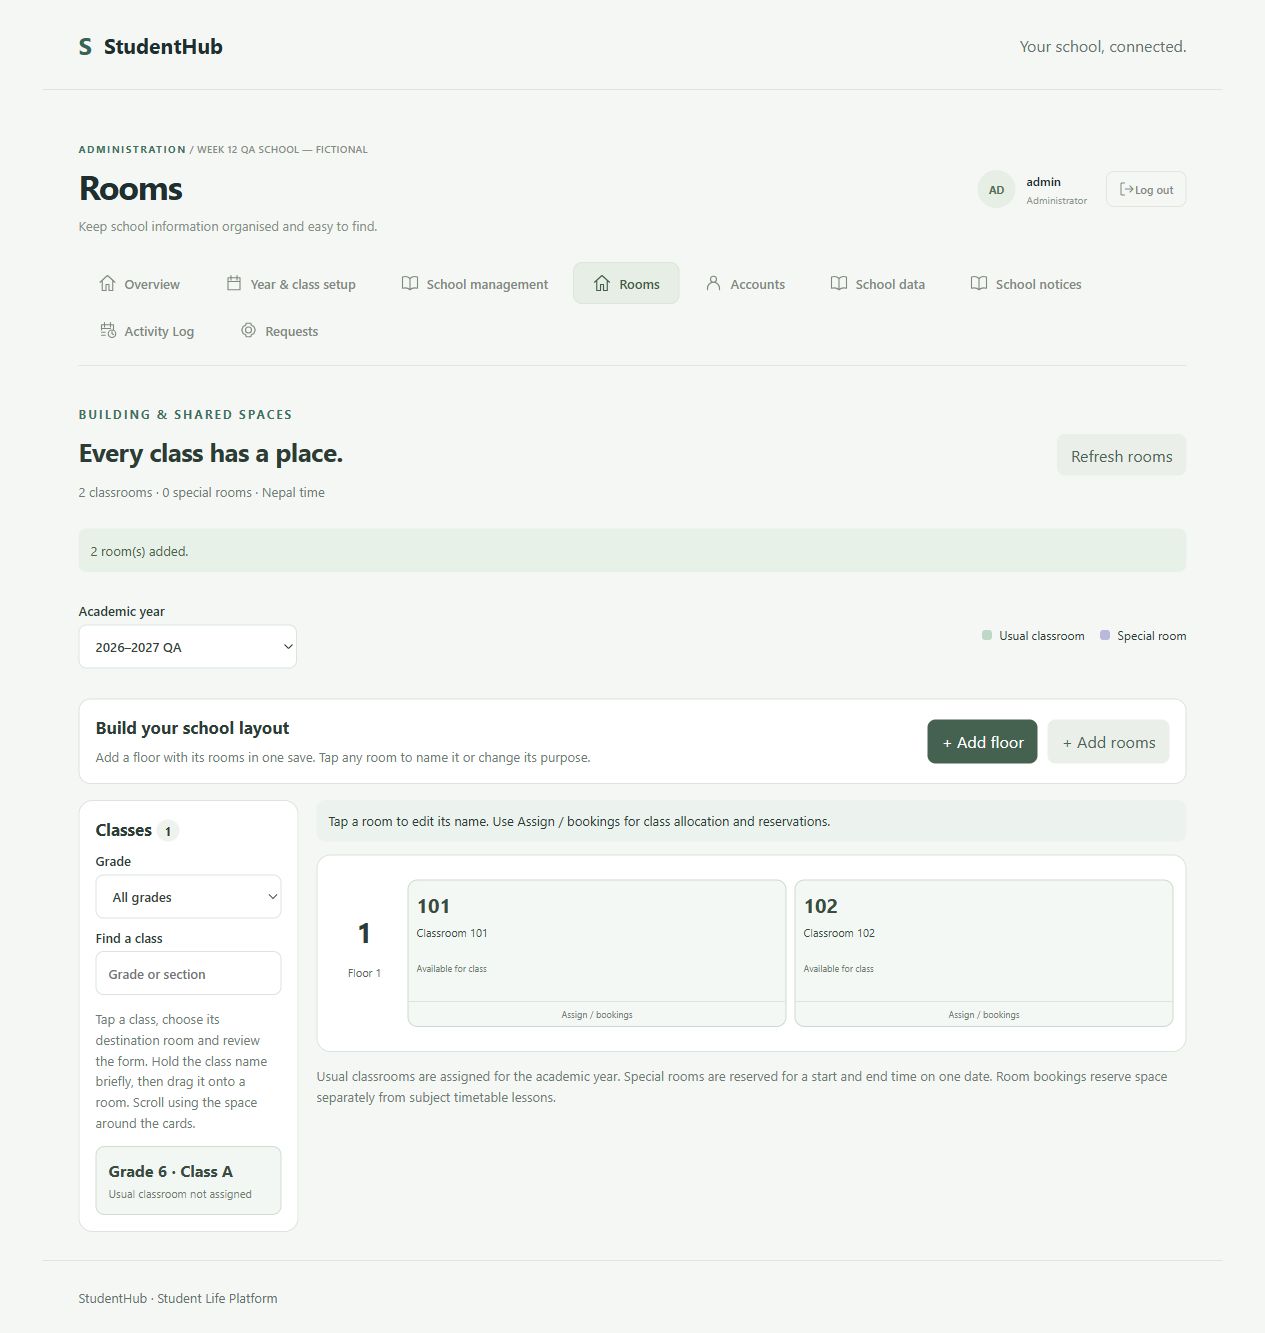 S StudentHub
Your school, connected.
ADMINISTRATION / WEEK 12 QA SCHOOL — FICTIONAL
Rooms
Keep school information organised and easy to find.
AD
admin
Administrator
Log out
Overview
Year & class setup
School management
Rooms
Accounts
School data
School notices
Activity Log
Requests
BUILDING & SHARED SPACES
Every class has a place.
2 classrooms · 0 special rooms · Nepal time
Refresh rooms
2 room(s) added.
Academic year
2026–2027 QA
Usual classroom
Special room
Build your school layout
Add a floor with its rooms in one save. Tap any room to name it or change its purpose.
+ Add floor
+ Add rooms
Classes 1
Grade
All grades
Find a class
Grade or section
Tap a class, choose its
destination room and review
the form. Hold the class name
briefly, then drag it onto a
room. Scroll using the space
around the cards.
Grade 6 · Class A
Usual classroom not assigned
Tap a room to edit its name. Use Assign / bookings for class allocation and reservations.
1
Floor 1
101
Classroom 101
Available for class
Assign / bookings
102
Classroom 102
Available for class
Assign / bookings
Usual classrooms are assigned for the academic year. Special rooms are reserved for a start and end time on one date. Room bookings reserve space
separately from subject timetable lessons.
StudentHub · Student Life Platform